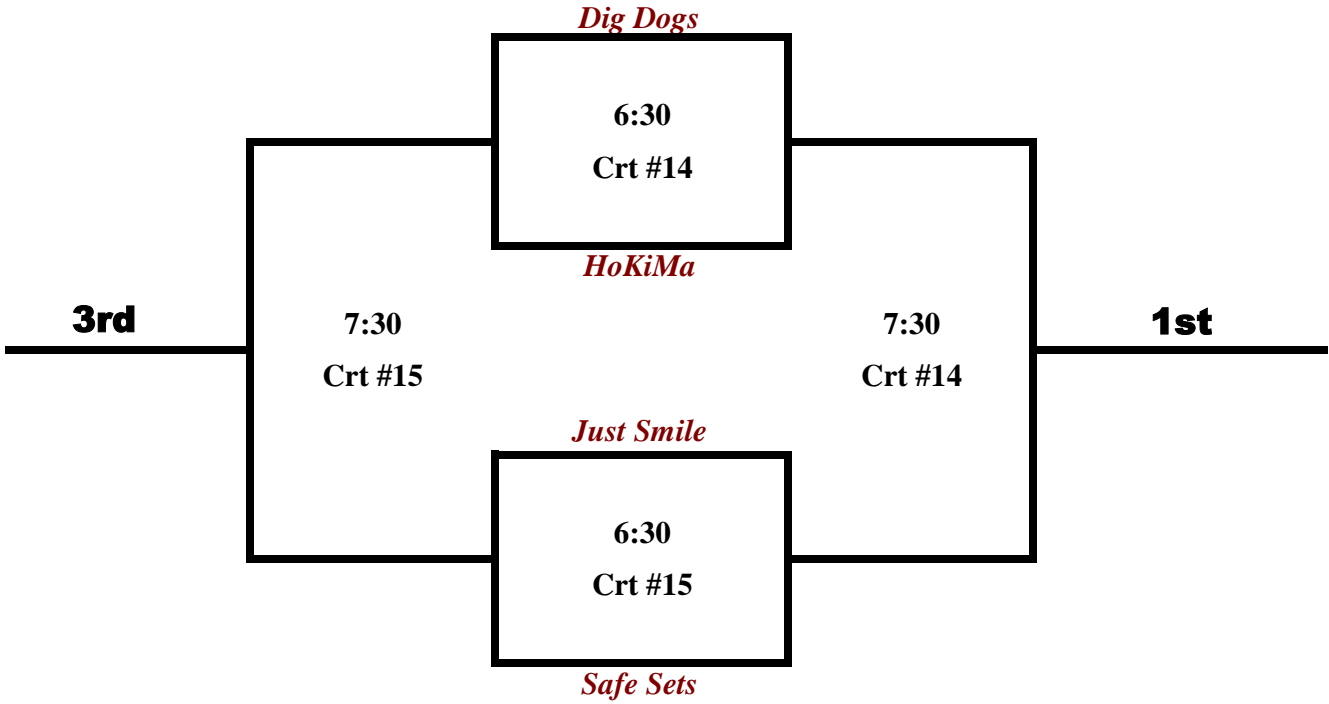 Dig Dogs
6:30
Crt #14
HoKiMa
3rd
7:30
Crt #15
7:30
Crt #14
1st
Just Smile
6:30
Crt #15
Safe Sets